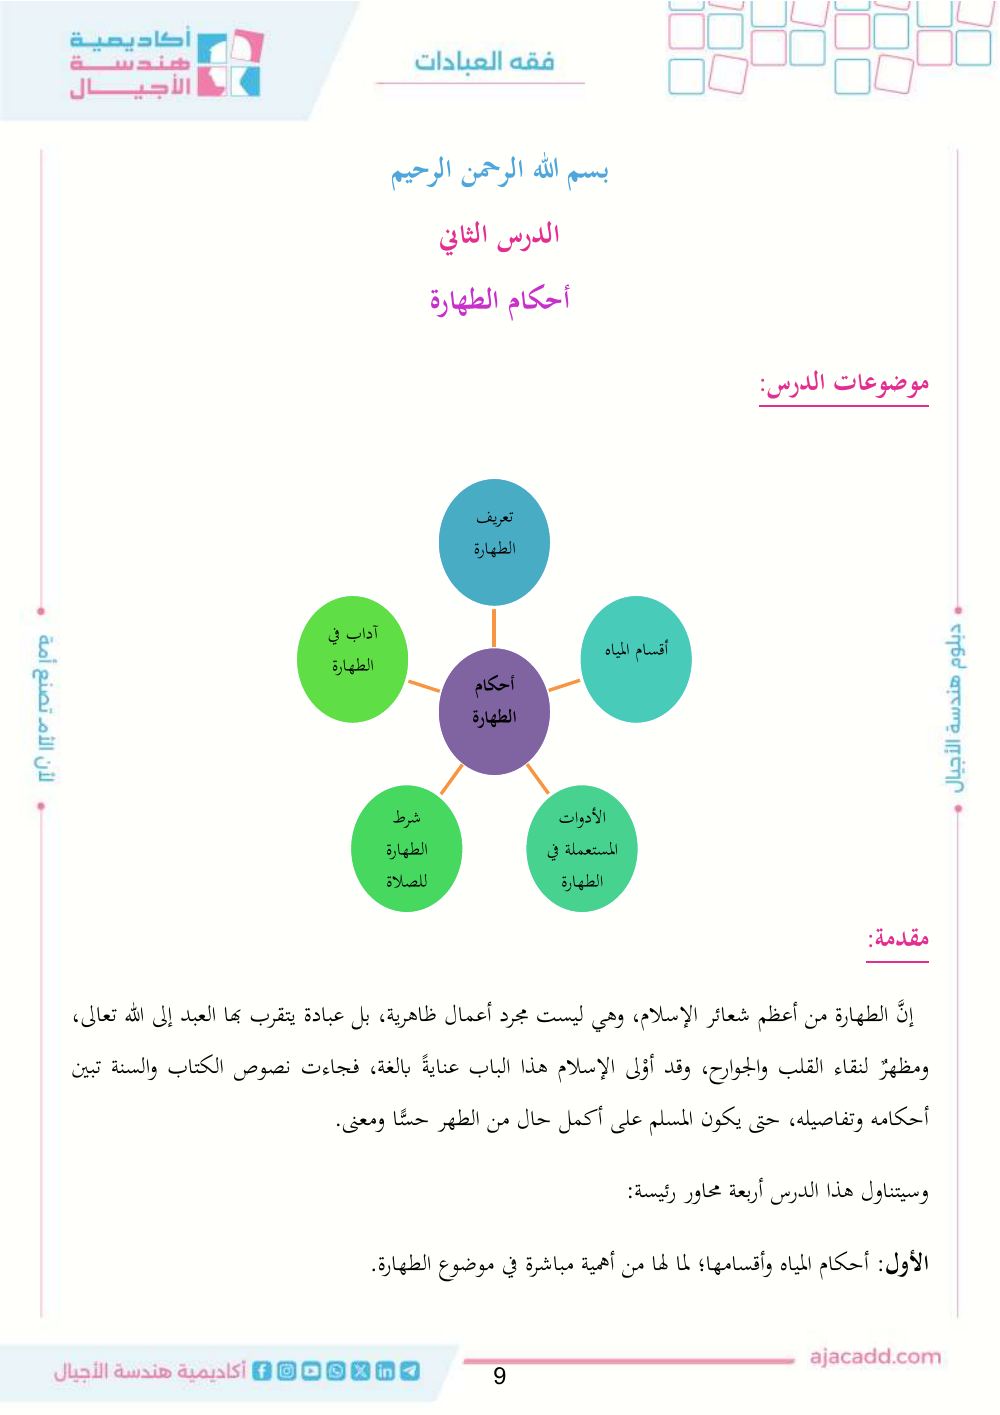 أكاديمية
هندسة
الأجيال
فقه العبادات
بسم الله الرحمن الرحيم
الدرس الثاني
أحكام الطهارة
موضوعات الدرس:
تعريف
الطهارة
أقسام المياه
آداب في
الطهارة
أحكام
الطهارة
الأدوات
المستعملة في
الطهارة
شرط
الطهارة
للصلاة
دبلوم هندسة الأجيال
لأن الأم تصنع أمة
مقدمة:
إنَّ الطهارة من أعظم شعائر الإسلام، وهي ليست مجرد أعمال ظاهرية، بل عبادة يتقرب بها العبد إلى الله تعالى،
ومظهرٌ لنقاء القلب والجوارح، وقد أوْلى الإسلام هذا الباب عنايةً بالغة، فجاءت نصوص الكتاب والسنة تبين
أحكامه وتفاصيله، حتى يكون المسلم على أكمل حال من الطهر حسًّا ومعنى.
وسيتناول هذا الدرس أربعة محاور رئيسة:
الأول: أحكام المياه وأقسامها؛ لما لها من أهمية مباشرة في موضوع الطهارة.
ajacadd.com
9
أكاديمية هندسة الأجيال